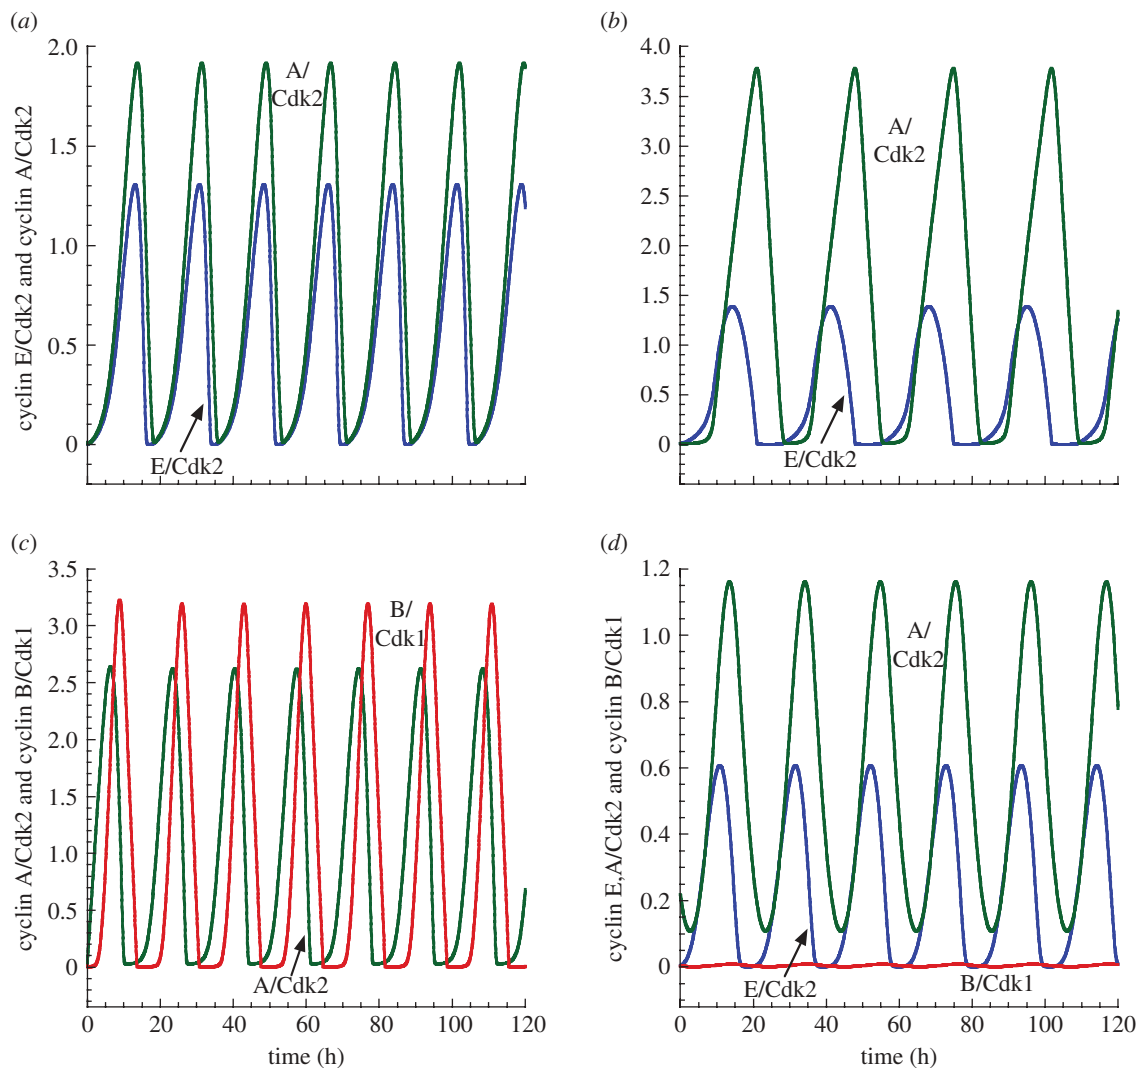 (a)
cyclin E/Cdk2 and cyclin A/Cdk2
2.0
1.5
1.0
0.5
0
A/
Cdk2
E/Cdk2
(b)
4.0
3.5
3.0
2.5
2.0
1.5
1.0
0.5
0
A/
Cdk2
E/Cdk2
(c)
cyclin A/Cdk2 and cyclin B/Cdk1
3.5
3.0
2.5
2.0
1.5
1.0
0.5
0
B/
Cdk1
A/Cdk2
0 20 40 60 80 100 120
time (h)
(d)
cyclin E,A/Cdk2 and cyclin B/Cdk1
1.2
1.0
0.8
0.6
0.4
0.2
0
A/
Cdk2
E/Cdk2
B/Cdk1
0 20 40 60 80 100 120
time (h)